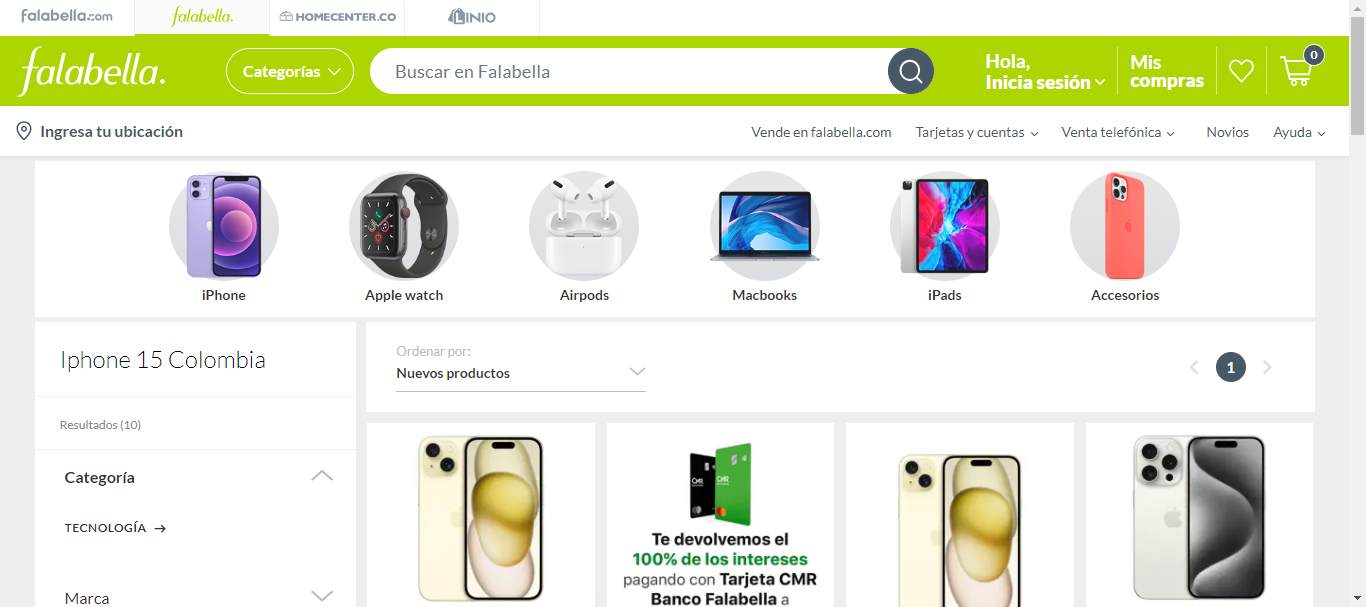 falabella.com
falabella.
HOMECENTER.CO
LINIO
falabella.
Categorías
Buscar en Falabella
Hola,
Inicia sesión
Mis
compras
0
Ingresa tu ubicación
Vende en falabella.com
Tarjetas y cuentas
Venta telefónica
Novios
Ayuda
iPhone
Apple watch
Airpods
Macbooks
iPads
Accesorios
Iphone 15 Colombia
Resultados (10)
Categoría
TECNOLOGÍA →
Marca
Ordenar por:
Nuevos productos
1
CMR
CMR
Te devolvemos el
100% de los intereses
pagando con Tarjeta CMR
Banco Falabella a